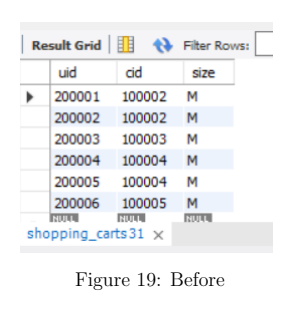 Result Grid Filter Rows:
uid cid size
200001 100002 M
200002 100002 M
200003 100003 M
200004 100004 M
200005 100004 M
200006 100005 M
NULL NULL NULL
shopping_carts31 ×
Figure 19: Before